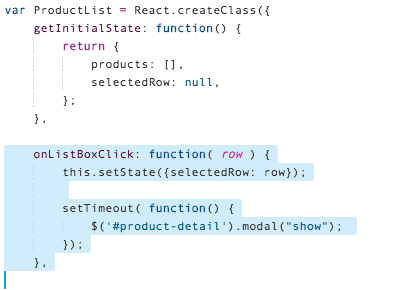 var ProductList = React.createClass({
    getInitialState: function() {
        return {
            products: [],
            selectedRow: null,
        };
    },

    onListBoxClick: function( row ) {
        this.setState({selectedRow: row});

        setTimeout( function() {
            $('#product-detail').modal("show");
        });
    },